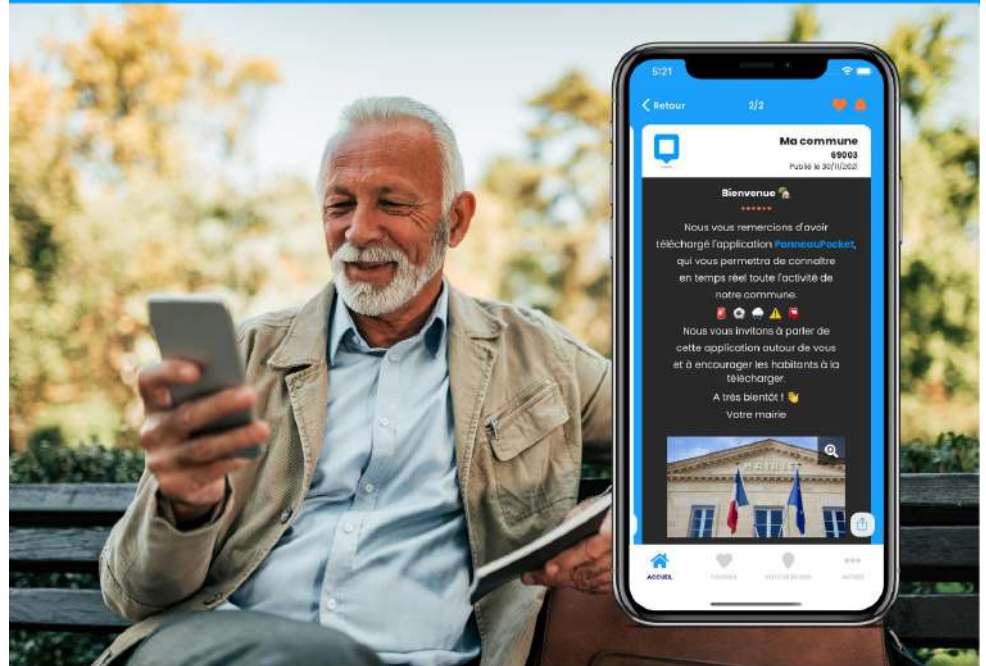 5:21
Retour
2/2
Ma commune
69003
Publié le 30/11/2021
Bienvenue
Nous vous remercions d'avoir
téléchargé l'application PanneauPocket,
qui vous permettra de connaître
en temps réel toute l'activité de
notre commune.
Nous vous invitons à parler de
cette application autour de vous
et à encourager les habitants à la
télécharger.
A très bientôt !
Votre mairie
MAIRIE
ACCUEIL
FAVORIS
AUTRES